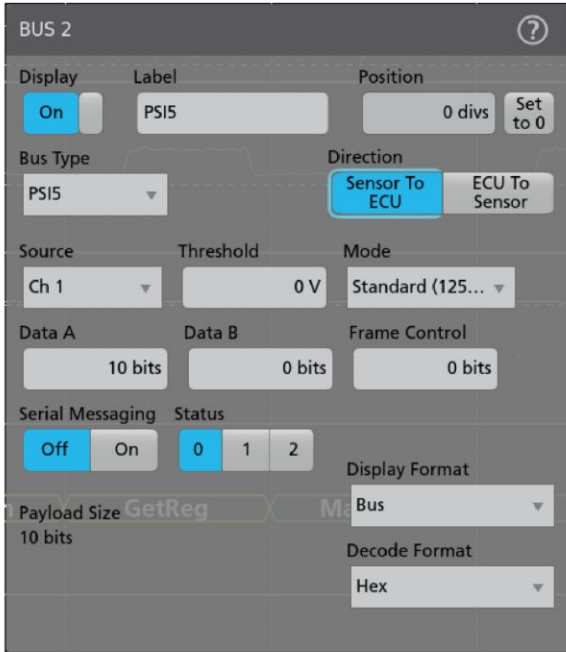 BUS 2
?
Display Label Position
On PSI5 0 divs Set to 0
Bus Type Direction
PSI5 Sensor To ECU ECU To Sensor
Source Threshold Mode
Ch 1 0 V Standard (125...
Data A Data B Frame Control
10 bits 0 bits 0 bits
Serial Messaging Status
Off On 0 1 2
Display Format
Payload Size GetReg Bus
10 bits
Decode Format
Hex